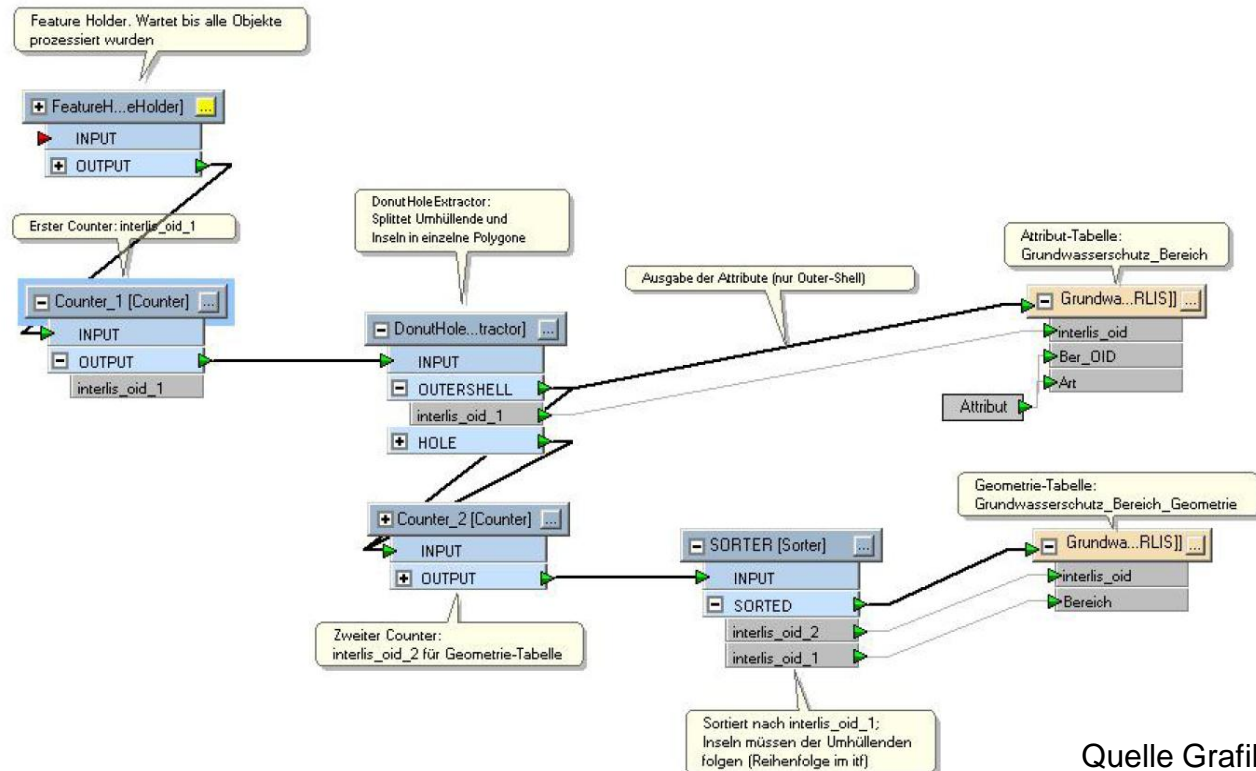 Feature Holder. Wartet bis alle Objekte
prozessiert wurden
FeatureH...eHolder] ...
INPUT
OUTPUT
Erster Counter: interlis_oid_1
Counter_1 [Counter] ...
INPUT
OUTPUT
interlis_oid_1
DonutHoleExtractor:
Splittet Umhüllende und
Inseln in einzelne Polygone
DonutHole...tractor] ...
INPUT
OUTERSHELL
interlis_oid_1
HOLE
Ausgabe der Attribute (nur Outer-Shell)
Attribut-Tabelle:
Grundwasserschutz_Bereich
Grundwa...RLIS]] ...
interlis_oid
Ber_OID
Art
Attribut
Counter_2 [Counter] ...
INPUT
OUTPUT
Zweiter Counter:
interlis_oid_2 für Geometrie-Tabelle
SORTER [Sorter] ...
INPUT
SORTED
interlis_oid_2
interlis_oid_1
Sortiert nach interlis_oid_1;
Inseln müssen der Umhüllenden
folgen (Reihenfolge im itf)
Geometrie-Tabelle:
Grundwasserschutz_Bereich_Geometrie
Grundwa...RLIS]] ...
interlis_oid
Bereich
Quelle Grafi